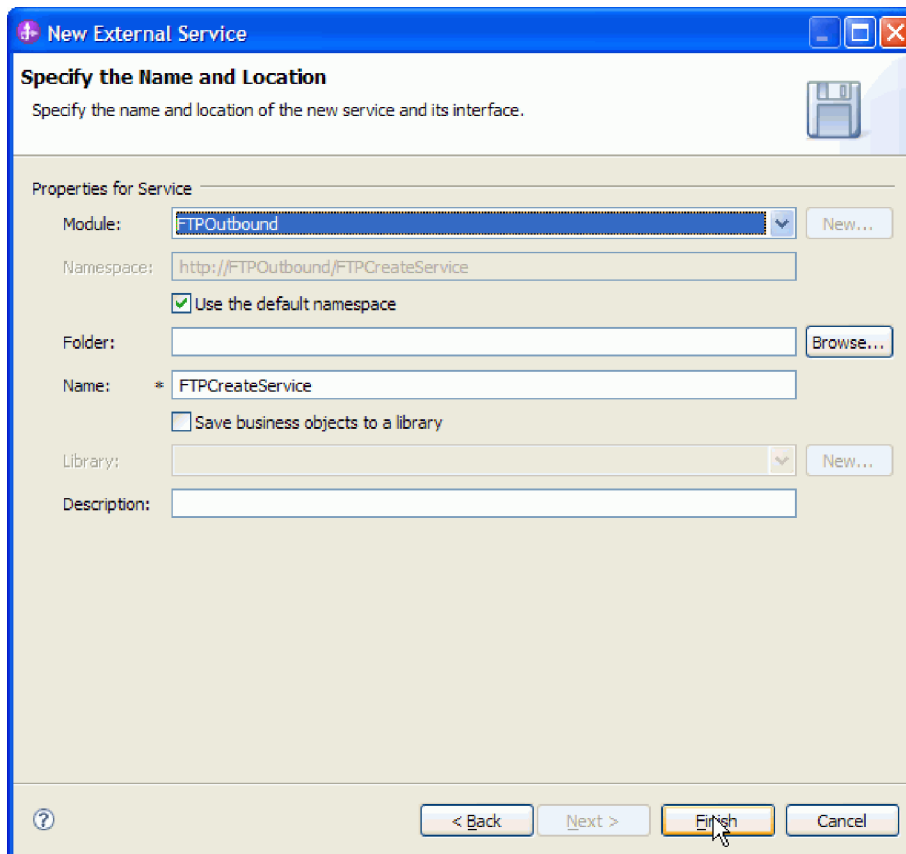 New External Service
Specify the Name and Location
Specify the name and location of the new service and its interface.
Properties for Service
Module: FTPOutbound New...
Namespace: http://FTPOutbound/FTPCreateService
Use the default namespace
Folder: Browse...
Name: * FTPCreateService
Save business objects to a library
Library: New...
Description:
? < Back Next > Finish Cancel